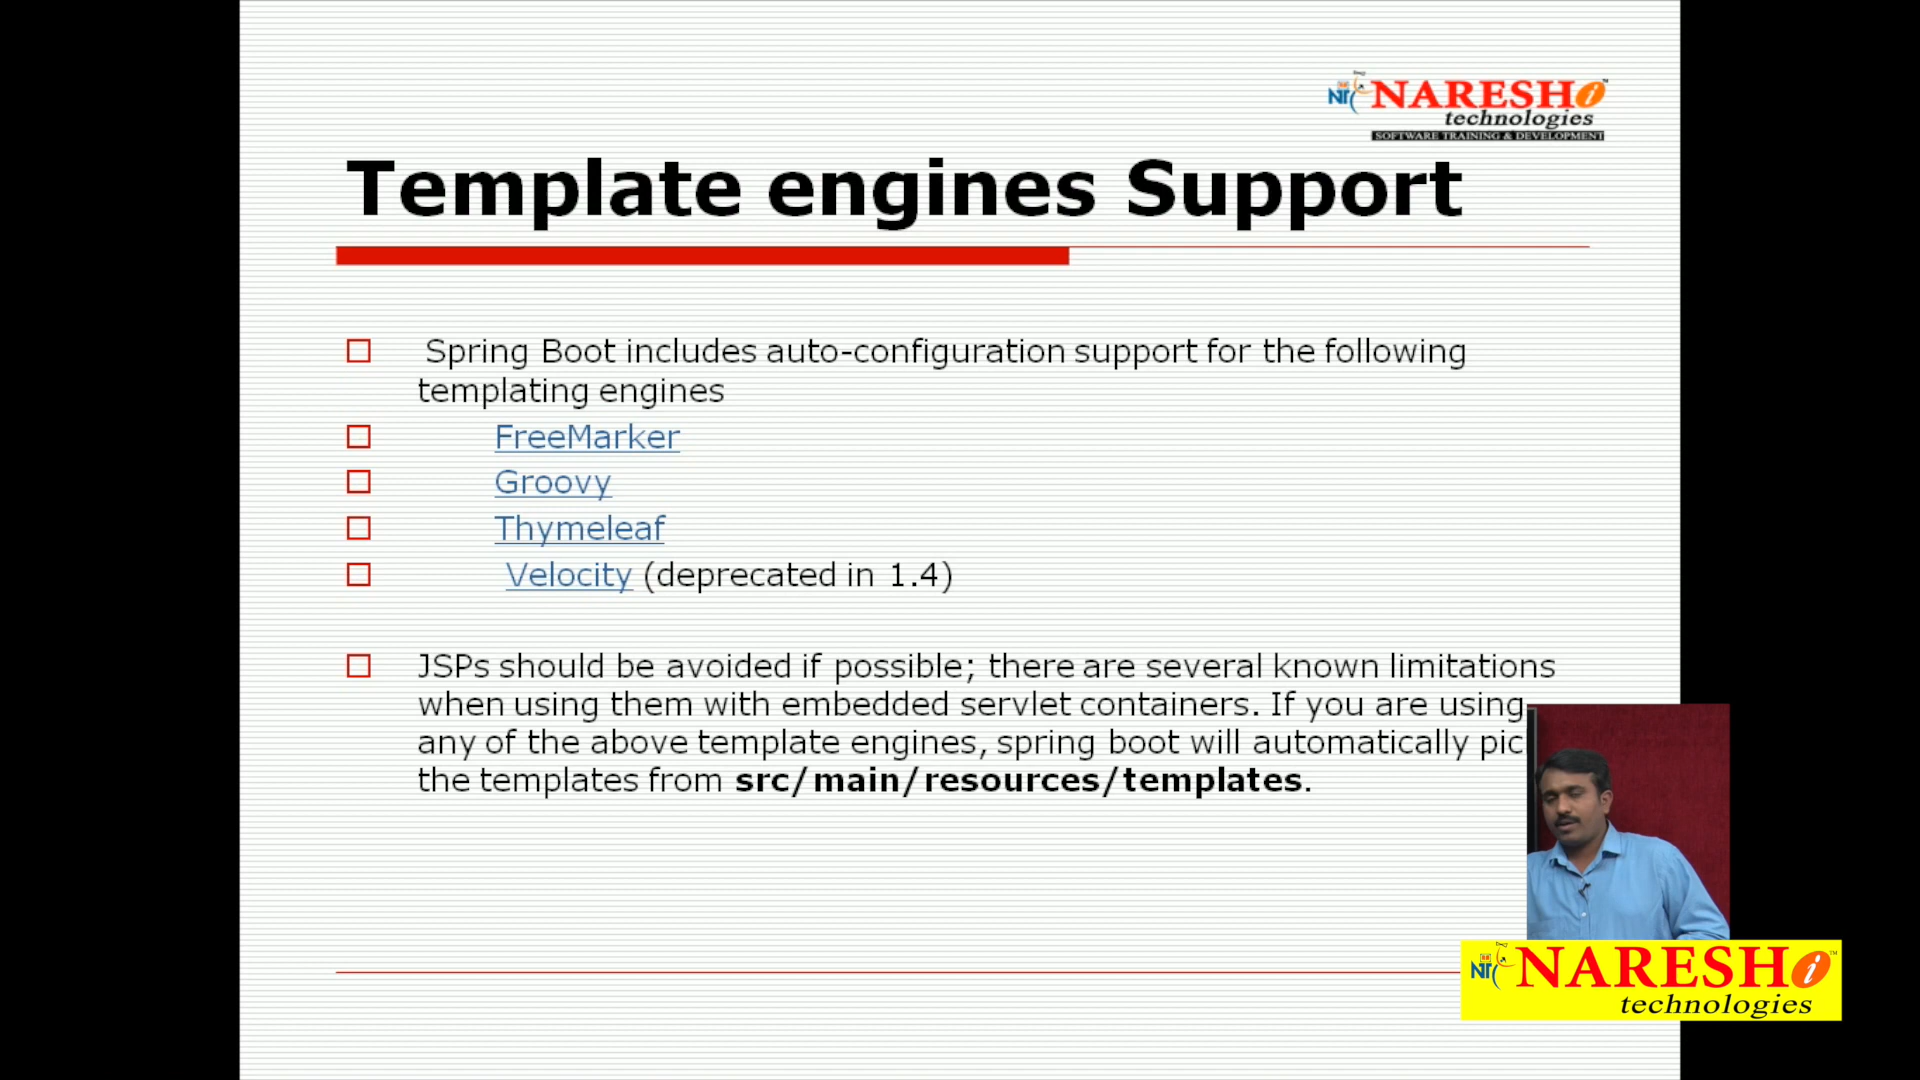 NARESHi
technologies
SOFTWARE TRAINING & DEVELOPMENT
Template engines Support
Spring Boot includes auto-configuration support for the following
templating engines
FreeMarker
Groovy
Thymeleaf
Velocity (deprecated in 1.4)
JSPs should be avoided if possible; there are several known limitations
when using them with embedded servlet containers. If you are using
any of the above template engines, spring boot will automatically pic
the templates from src/main/resources/templates.
NARESHi
technologies